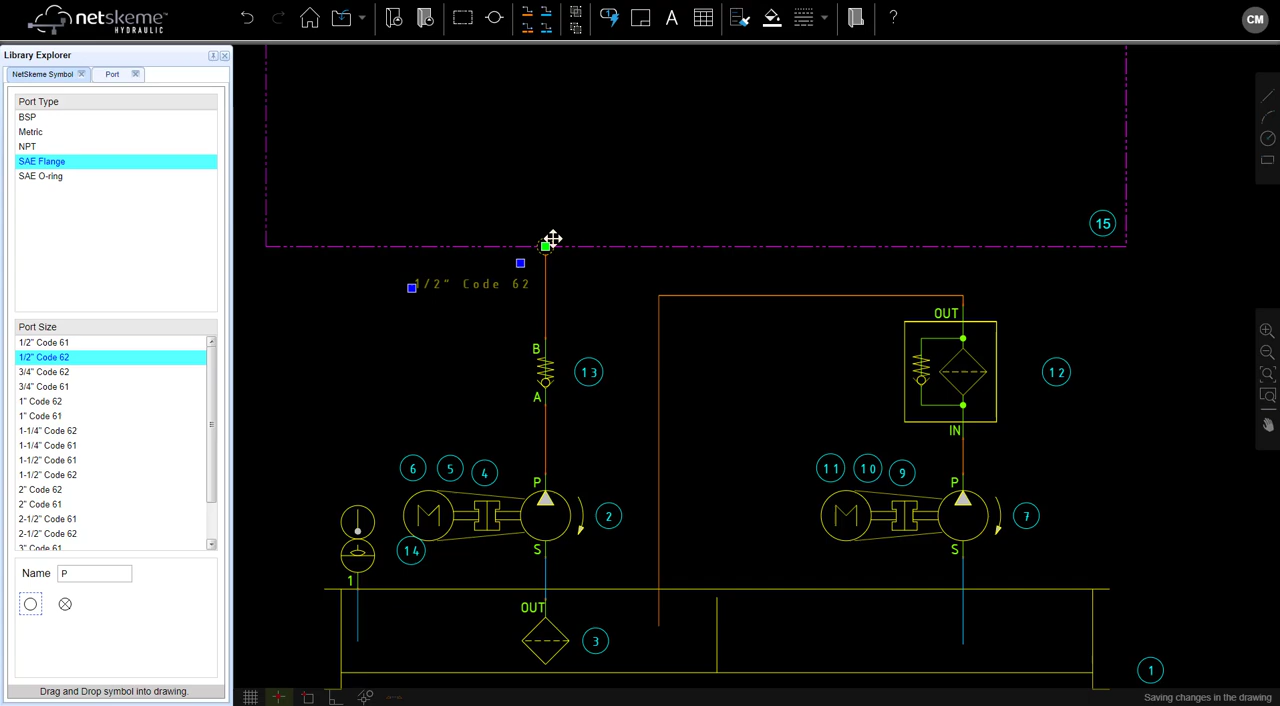 netskeme™
HYDRAULIC
A
?
CM
Library Explorer
NetSkeme Symbol
Port
Port Type
BSP
Metric
NPT
SAE Flange
SAE O-ring
Port Size
1/2" Code 61
1/2" Code 62
3/4" Code 62
3/4" Code 61
1" Code 62
1" Code 61
1-1/4" Code 62
1-1/4" Code 61
1-1/2" Code 61
1-1/2" Code 62
2" Code 62
2" Code 61
2-1/2" Code 61
2-1/2" Code 62
3" Code 61
Name P
Drag and Drop symbol into drawing.
15
1/2" Code 62
OUT
B
13
12
A
IN
6 5 4
11 10 9
P
P
M
2
M
7
14
S
S
1
OUT
3
1
Saving changes in the drawing